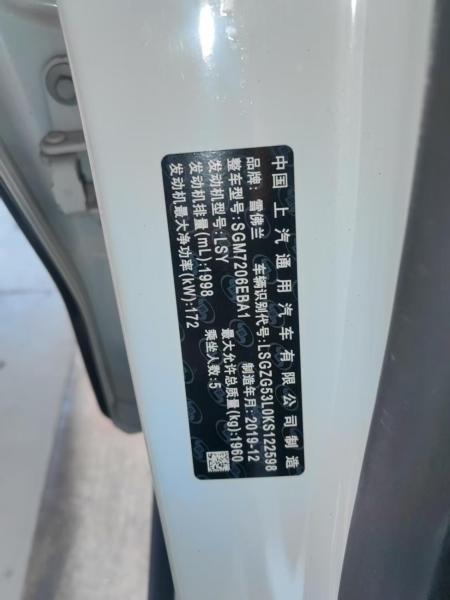 中国上汽通用汽车有限公司制造
品牌：雪佛兰 车辆识别代号：LSGZG53L0KS122598
整车型号：SGM7206EBA1 制造年月：2019-12
发动机型号：LSY 最大允许总质量(kg)：1960
发动机排量(mL)：1998 乘坐人数：5
发动机最大净功率(kW)：172